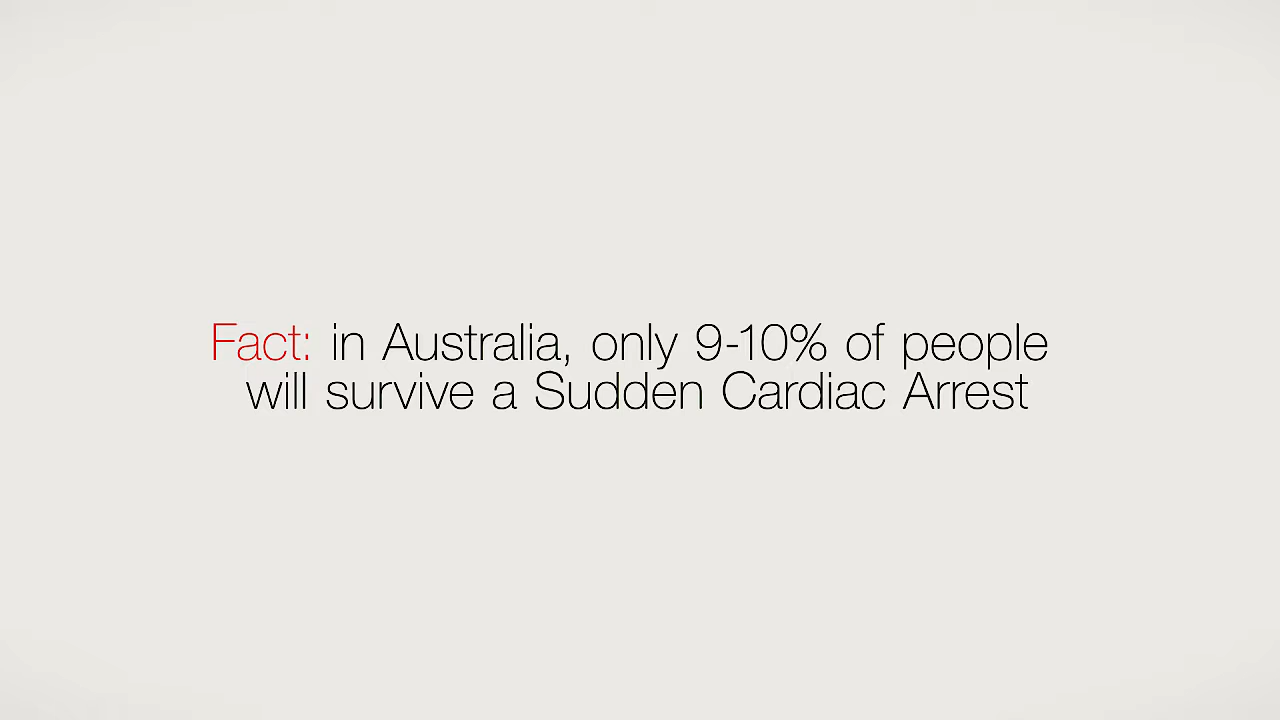 Fact: in Australia, only 9-10% of people
will survive a Sudden Cardiac Arrest